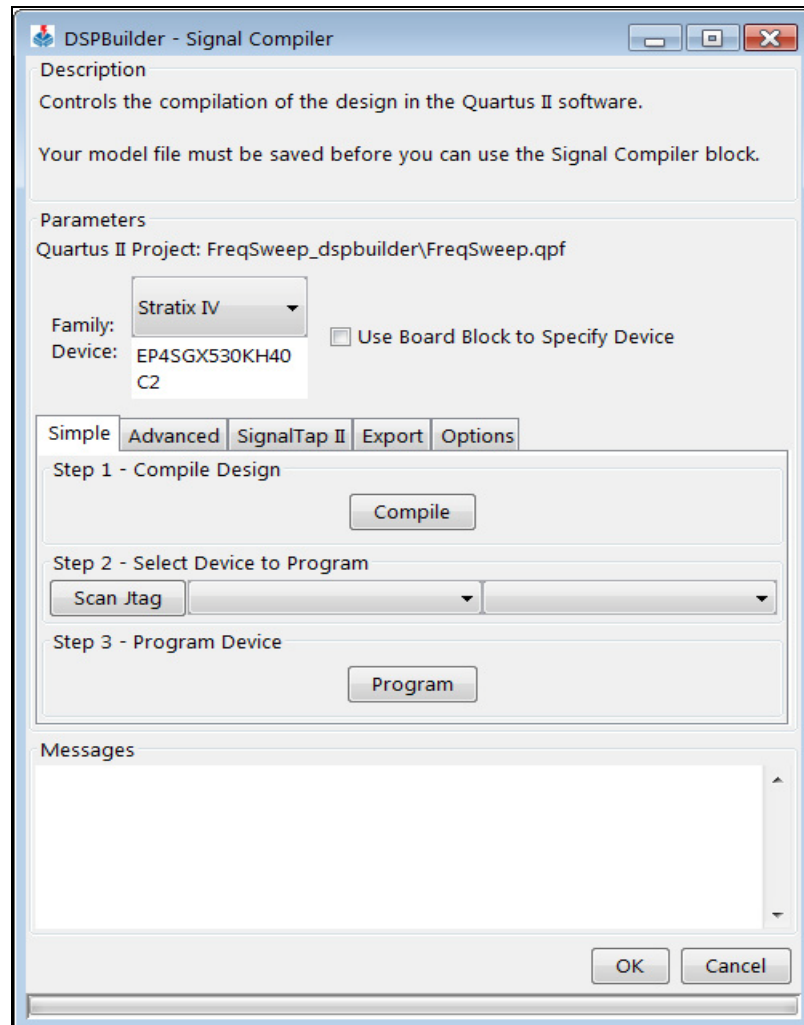 DSPBuilder - Signal Compiler
Description
Controls the compilation of the design in the Quartus II software.
Your model file must be saved before you can use the Signal Compiler block.
Parameters
Quartus II Project: FreqSweep_dspbuilder\FreqSweep.qpf
Family:
Stratix IV
Device:
EP4SGX530KH40
C2
Use Board Block to Specify Device
Simple Advanced SignalTap II Export Options
Step 1 - Compile Design
Compile
Step 2 - Select Device to Program
Scan Jtag
Step 3 - Program Device
Program
Messages
OK Cancel